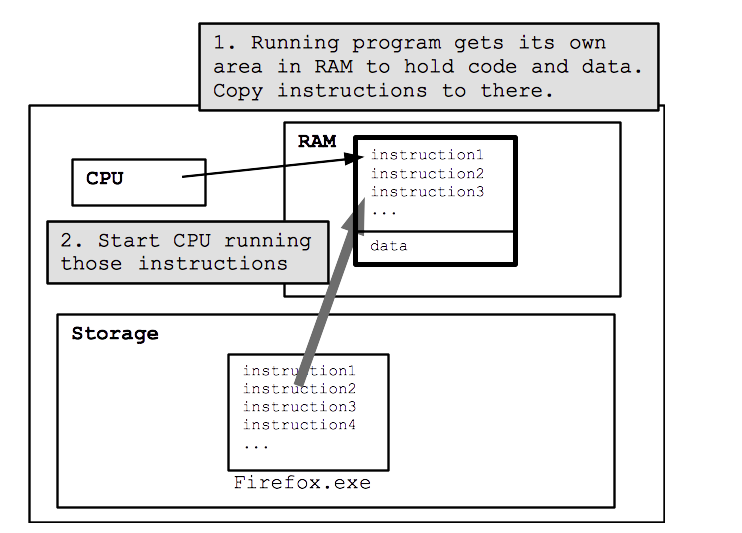 1. Running program gets its own
area in RAM to hold code and data.
Copy instructions to there.
RAM
instruction1
instruction2
instruction3
...
data
CPU
2. Start CPU running
those instructions
Storage
instruction1
instruction2
instruction3
instruction4
...
Firefox.exe